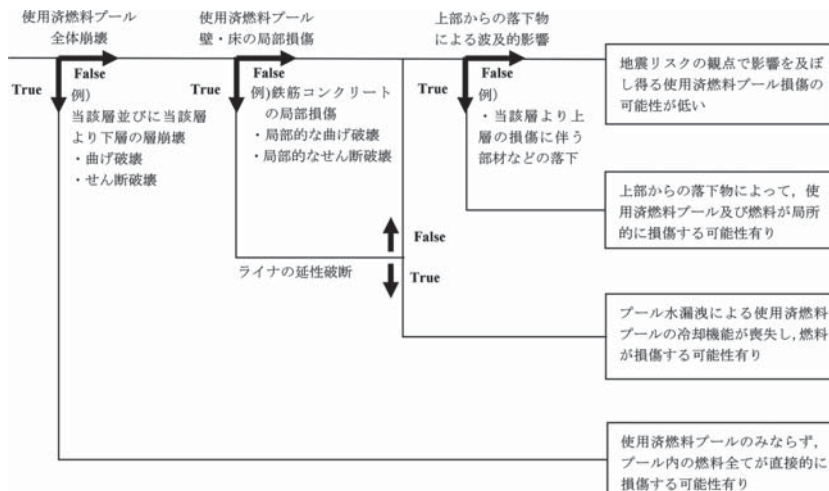 使用済燃料プール
全体崩壊
False
True
例)
当該層並びに当該層
より下層の層崩壊
・曲げ破壊
・せん断破壊
使用済燃料プール
壁・床の局部損傷
False
True
例)鉄筋コンクリート
の局部損傷
・局部的な曲げ破壊
・局部的なせん断破壊
上部からの落下物
による波及的影響
False
True
例)
・当該層より上
層の損傷に伴う
部材などの落下
False
ライナの延性破断
True
地震リスクの観点で影響を及ぼ
し得る使用済燃料プール損傷の
可能性が低い
上部からの落下物によって，使
用済燃料プール及び燃料が局所
的に損傷する可能性有り
プール水漏洩による使用済燃料
プールの冷却機能が喪失し，燃料
が損傷する可能性有り
使用済燃料プールのみならず，
プール内の燃料全てが直接的に
損傷する可能性有り